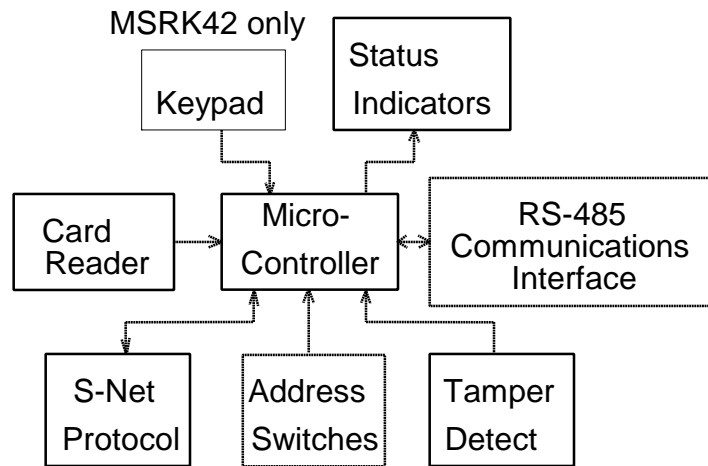 MSRK42 only
Keypad
Status
Indicators
Card
Reader
Micro-
Controller
RS-485
Communications
Interface
S-Net
Protocol
Address
Switches
Tamper
Detect